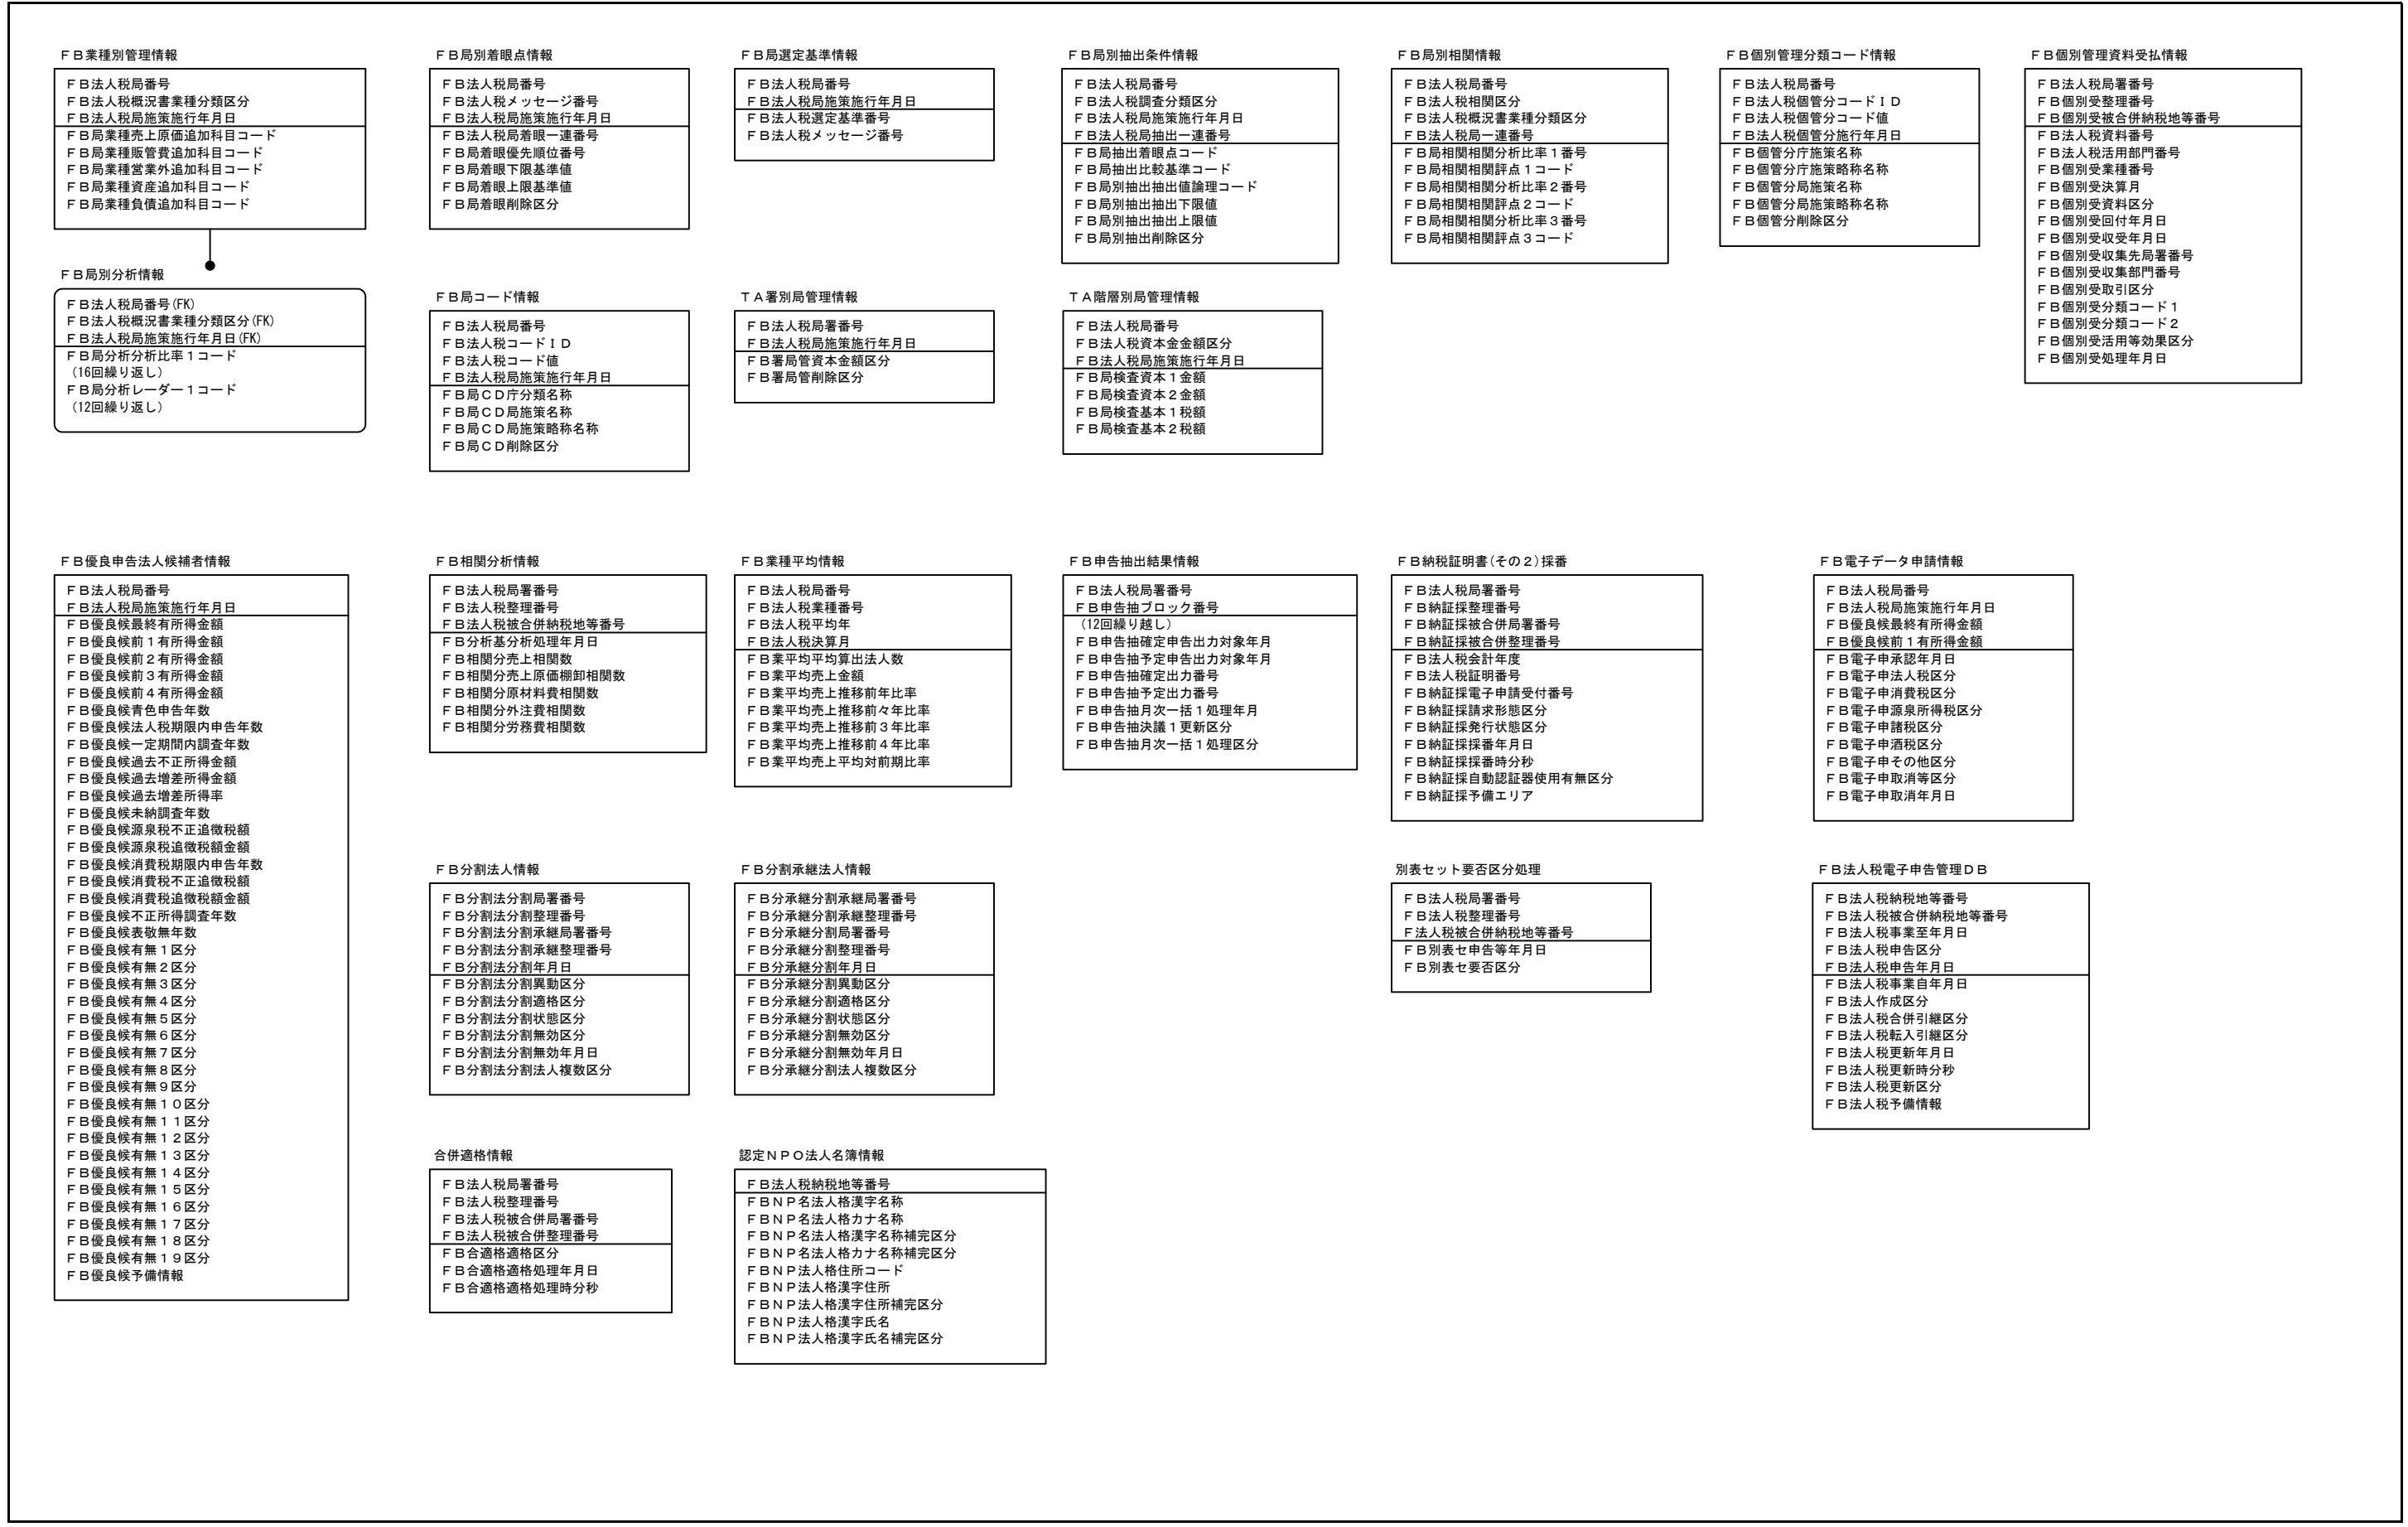 ＦＢ業種別管理情報
ＦＢ法人税局番号
ＦＢ法人税概況書業種分類区分
ＦＢ法人税局施策施行年月日
ＦＢ局業種売上原価追加科目コード
ＦＢ局業種販管費追加科目コード
ＦＢ局業種営業外追加科目コード
ＦＢ局業種資産追加科目コード
ＦＢ局業種負債追加科目コード
ＦＢ局別着眼点情報
ＦＢ法人税局番号
ＦＢ法人税メッセージ番号
ＦＢ法人税局施策施行年月日
ＦＢ法人税局着眼一連番号
ＦＢ局着眼優先順位番号
ＦＢ局着眼下限基準値
ＦＢ局着眼上限基準値
ＦＢ局着眼削除区分
ＦＢ局選定基準情報
ＦＢ法人税局番号
ＦＢ法人税局施策施行年月日
ＦＢ法人税選定基準番号
ＦＢ法人税メッセージ番号
ＦＢ局別抽出条件情報
ＦＢ法人税局番号
ＦＢ法人税調査分類区分
ＦＢ法人税局施策施行年月日
ＦＢ法人税局抽出一連番号
ＦＢ局抽出着眼点コード
ＦＢ局抽出比較基準コード
ＦＢ局別抽出抽出値論理コード
ＦＢ局別抽出抽出下限値
ＦＢ局別抽出抽出上限値
ＦＢ局別抽出削除区分
ＦＢ局別相関情報
ＦＢ法人税局番号
ＦＢ法人税相関区分
ＦＢ法人税概況書業種分類区分
ＦＢ法人税局一連番号
ＦＢ局相関相関分析比率１番号
ＦＢ局相関相関評点１コード
ＦＢ局相関相関分析比率２番号
ＦＢ局相関相関評点２コード
ＦＢ局相関相関分析比率３番号
ＦＢ局相関相関評点３コード
ＦＢ個別管理分類コード情報
ＦＢ法人税局番号
ＦＢ法人税個管分コードＩＤ
ＦＢ法人税個管分コード値
ＦＢ法人税個管分施行年月日
ＦＢ個管分庁施策名称
ＦＢ個管分庁施策略称名称
ＦＢ個管分局施策名称
ＦＢ個管分局施策略称名称
ＦＢ個管分削除区分
ＦＢ個別管理資料受払情報
ＦＢ法人税局署番号
ＦＢ個別受整理番号
ＦＢ個別受被合併納税地等番号
ＦＢ法人税資料番号
ＦＢ法人税活用部門番号
ＦＢ個別受業種番号
ＦＢ個別受決算月
ＦＢ個別受資料区分
ＦＢ個別受回付年月日
ＦＢ個別受収受年月日
ＦＢ個別受収集先局署番号
ＦＢ個別受収集部門番号
ＦＢ個別受取引区分
ＦＢ個別受分類コード１
ＦＢ個別受分類コード２
ＦＢ個別受活用等効果区分
ＦＢ個別受処理年月日
ＦＢ局別分析情報
ＦＢ法人税局番号(FK)
ＦＢ法人税概況書業種分類区分(FK)
ＦＢ法人税局施策施行年月日(FK)
ＦＢ局分析分析比率１コード
（16回繰り返し）
ＦＢ局分析レーダー１コード
（12回繰り返し）
ＦＢ局コード情報
ＦＢ法人税局番号
ＦＢ法人税コードＩＤ
ＦＢ法人税コード値
ＦＢ法人税局施策施行年月日
ＦＢ局ＣＤ庁分類名称
ＦＢ局ＣＤ局施策名称
ＦＢ局ＣＤ局施策略称名称
ＦＢ局ＣＤ削除区分
ＴＡ署別局管理情報
ＦＢ法人税局署番号
ＦＢ法人税局施策施行年月日
ＦＢ署局管資本金額区分
ＦＢ署局管削除区分
ＴＡ階層別局管理情報
ＦＢ法人税局番号
ＦＢ法人税資本金金額区分
ＦＢ法人税局施策施行年月日
ＦＢ局検査資本１金額
ＦＢ局検査資本２金額
ＦＢ局検査基本１税額
ＦＢ局検査基本２税額
ＦＢ優良申告法人候補者情報
ＦＢ法人税局番号
ＦＢ法人税局施策施行年月日
ＦＢ優良候最終有所得金額
ＦＢ優良候前１有所得金額
ＦＢ優良候前２有所得金額
ＦＢ優良候前３有所得金額
ＦＢ優良候前４有所得金額
ＦＢ優良候青色申告年数
ＦＢ優良候法人税期限内申告年数
ＦＢ優良候一定期間内調査年数
ＦＢ優良候過去不正所得金額
ＦＢ優良候過去増差所得金額
ＦＢ優良候過去増差所得率
ＦＢ優良候未納調査年数
ＦＢ優良候源泉税不正追徴税額
ＦＢ優良候源泉税追徴税額金額
ＦＢ優良候消費税期限内申告年数
ＦＢ優良候消費税不正追徴税額
ＦＢ優良候消費税追徴税額金額
ＦＢ優良候不正所得調査年数
ＦＢ優良候表敬無年数
ＦＢ優良候有無１区分
ＦＢ優良候有無２区分
ＦＢ優良候有無３区分
ＦＢ優良候有無４区分
ＦＢ優良候有無５区分
ＦＢ優良候有無６区分
ＦＢ優良候有無７区分
ＦＢ優良候有無８区分
ＦＢ優良候有無９区分
ＦＢ優良候有無１０区分
ＦＢ優良候有無１１区分
ＦＢ優良候有無１２区分
ＦＢ優良候有無１３区分
ＦＢ優良候有無１４区分
ＦＢ優良候有無１５区分
ＦＢ優良候有無１６区分
ＦＢ優良候有無１７区分
ＦＢ優良候有無１８区分
ＦＢ優良候有無１９区分
ＦＢ優良候予備情報
ＦＢ相関分析情報
ＦＢ法人税局署番号
ＦＢ法人税整理番号
ＦＢ法人税被合併納税地等番号
ＦＢ分析基分析処理年月日
ＦＢ相関分売上相関数
ＦＢ相関分売上原価棚卸相関数
ＦＢ相関分原材料費相関数
ＦＢ相関分外注費相関数
ＦＢ相関分労務費相関数
ＦＢ業種平均情報
ＦＢ法人税局番号
ＦＢ法人税業種番号
ＦＢ法人税平均年
ＦＢ法人税決算月
ＦＢ業平均平均算出法人数
ＦＢ業平均売上金額
ＦＢ業平均売上推移前年比率
ＦＢ業平均売上推移前々年比率
ＦＢ業平均売上推移前３年比率
ＦＢ業平均売上推移前４年比率
ＦＢ業平均売上平均対前期比率
ＦＢ申告抽出結果情報
ＦＢ法人税局署番号
ＦＢ申告抽ブロック番号
（12回繰り越し）
ＦＢ申告抽確定申告出力対象年月
ＦＢ申告抽予定申告出力対象年月
ＦＢ申告抽確定出力番号
ＦＢ申告抽予定出力番号
ＦＢ申告抽月次一括１処理年月
ＦＢ申告抽決議１更新区分
ＦＢ申告抽月次一括１処理区分
ＦＢ納税証明書(その２)採番
ＦＢ法人税局署番号
ＦＢ納証採整理番号
ＦＢ納証採被合併局署番号
ＦＢ納証採被合併整理番号
ＦＢ法人税会計年度
ＦＢ法人税証明番号
ＦＢ納証採電子申請受付番号
ＦＢ納証採請求形態区分
ＦＢ納証採発行状態区分
ＦＢ納証採採番年月日
ＦＢ納証採採番時分秒
ＦＢ納証採自動認証器使用有無区分
ＦＢ納証採予備エリア
ＦＢ電子データ申請情報
ＦＢ法人税局番号
ＦＢ法人税局施策施行年月日
ＦＢ優良候最終有所得金額
ＦＢ優良候前１有所得金額
ＦＢ電子申承認年月日
ＦＢ電子申法人税区分
ＦＢ電子申消費税区分
ＦＢ電子申源泉所得税区分
ＦＢ電子申諸税区分
ＦＢ電子申酒税区分
ＦＢ電子申その他区分
ＦＢ電子申取消等区分
ＦＢ電子申取消年月日
ＦＢ分割法人情報
ＦＢ分割法分割局署番号
ＦＢ分割法分割整理番号
ＦＢ分割法分割承継局署番号
ＦＢ分割法分割承継整理番号
ＦＢ分割法分割年月日
ＦＢ分割法分割異動区分
ＦＢ分割法分割適格区分
ＦＢ分割法分割状態区分
ＦＢ分割法分割無効区分
ＦＢ分割法分割無効年月日
ＦＢ分割法分割法人複数区分
ＦＢ分割承継法人情報
ＦＢ分承継分割承継局署番号
ＦＢ分承継分割承継整理番号
ＦＢ分承継分割局署番号
ＦＢ分承継分割整理番号
ＦＢ分承継分割年月日
ＦＢ分承継分割異動区分
ＦＢ分承継分割適格区分
ＦＢ分承継分割状態区分
ＦＢ分承継分割無効区分
ＦＢ分承継分割無効年月日
ＦＢ分承継分割法人複数区分
別表セット要否区分処理
ＦＢ法人税局署番号
ＦＢ法人税整理番号
Ｆ法人税被合併納税地等番号
ＦＢ別表セ申告等年月日
ＦＢ別表セ要否区分
ＦＢ法人税電子申告管理ＤＢ
ＦＢ法人税納税地等番号
ＦＢ法人税被合併納税地等番号
ＦＢ法人税事業至年月日
ＦＢ法人税申告区分
ＦＢ法人税申告年月日
ＦＢ法人税事業自年月日
ＦＢ法人作成区分
ＦＢ法人税合併引継区分
ＦＢ法人税転入引継区分
ＦＢ法人税更新年月日
ＦＢ法人税更新時分秒
ＦＢ法人税更新区分
ＦＢ法人税予備情報
合併適格情報
ＦＢ法人税局署番号
ＦＢ法人税整理番号
ＦＢ法人税被合併局署番号
ＦＢ法人税被合併整理番号
ＦＢ合適格適格区分
ＦＢ合適格適格処理年月日
ＦＢ合適格適格処理時分秒
認定ＮＰＯ法人名簿情報
ＦＢ法人税納税地等番号
ＦＢＮＰ名法人格漢字名称
ＦＢＮＰ名法人格カナ名称
ＦＢＮＰ名法人格漢字名称補完区分
ＦＢＮＰ名法人格カナ名称補完区分
ＦＢＮＰ法人格住所コード
ＦＢＮＰ法人格漢字住所
ＦＢＮＰ法人格漢字住所補完区分
ＦＢＮＰ法人格漢字氏名
ＦＢＮＰ法人格漢字氏名補完区分